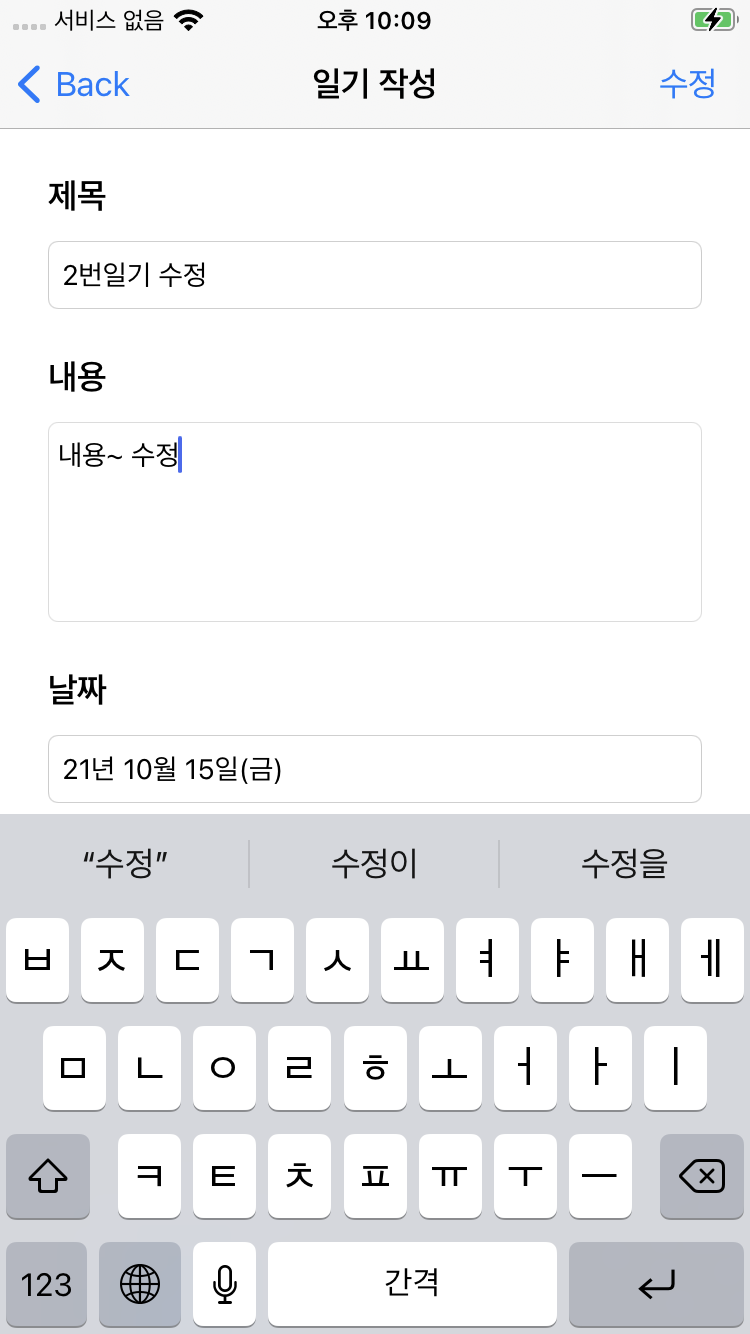 서비스 없음 오후 10:09
Back 일기 작성 수정
제목
2번일기 수정
내용
내용~ 수정
날짜
21년 10월 15일(금)
“수정” 수정이 수정을
ㅂ ㅈ ㄷ ㄱ ㅅ ㅛ ㅕ ㅑ ㅐ ㅔ
ㅁ ㄴ ㅇ ㄹ ㅎ ㅗ ㅓ ㅏ ㅣ
ㅋ ㅌ ㅊ ㅍ ㅠ ㅜ ㅡ
123 간격